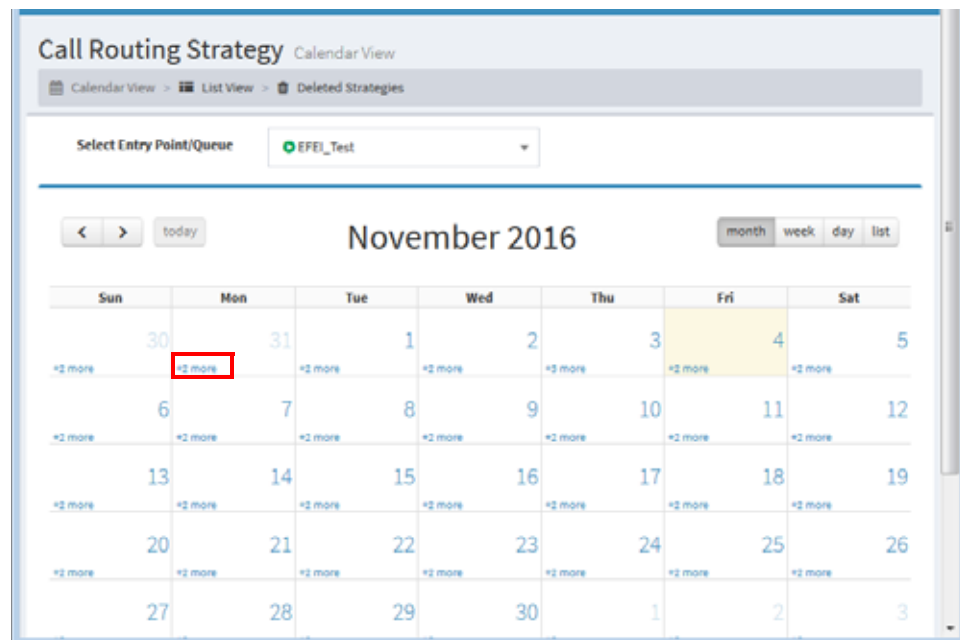 Call Routing Strategy Calendar View
Calendar View > List View > Deleted Strategies
Select Entry Point/Queue EFEI_Test
< > today November 2016 month week day list
Sun Mon Tue Wed Thu Fri Sat
30 31 1 2 3 4 5
+2 more +2 more +2 more +2 more +3 more +2 more +2 more
6 7 8 9 10 11 12
+2 more +2 more +2 more +2 more +2 more +2 more +2 more
13 14 15 16 17 18 19
+2 more +2 more +2 more +2 more +2 more +2 more +2 more
20 21 22 23 24 25 26
+2 more +2 more +2 more +2 more +2 more +2 more +2 more
27 28 29 30 1 2 3